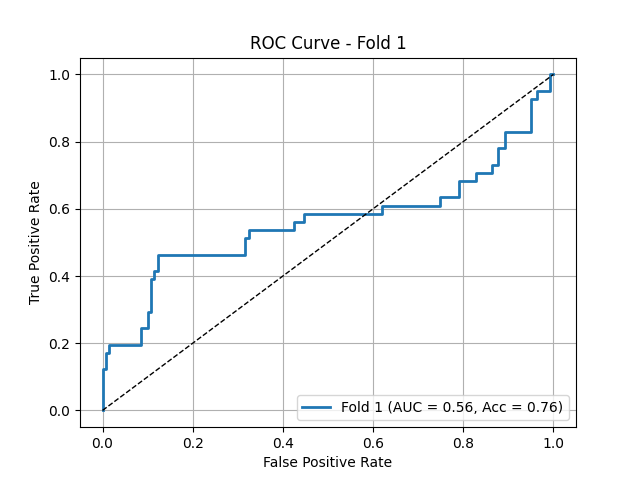 ROC Curve - Fold 1
True Positive Rate
1.0
0.8
0.6
0.4
0.2
0.0
Fold 1 (AUC = 0.56, Acc = 0.76)
0.0 0.2 0.4 0.6 0.8 1.0
False Positive Rate